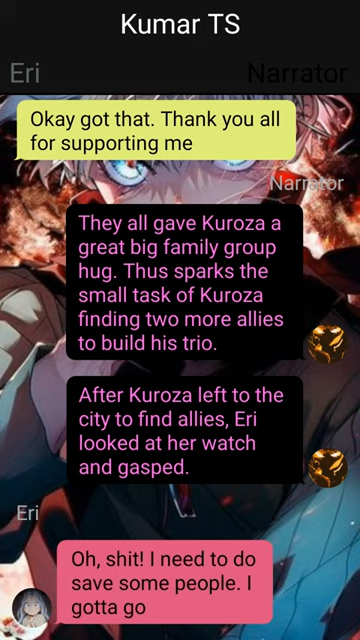 Kumar TS
Eri
Narrator
Okay got that. Thank you all
for supporting me
Narrator
They all gave Kuroza a
great big family group
hug. Thus sparks the
small task of Kuroza
finding two more allies
to build his trio.
After Kuroza left to the
city to find allies, Eri
looked at her watch
and gasped.
Eri
Oh, shit! I need to do
save some people. I
gotta go